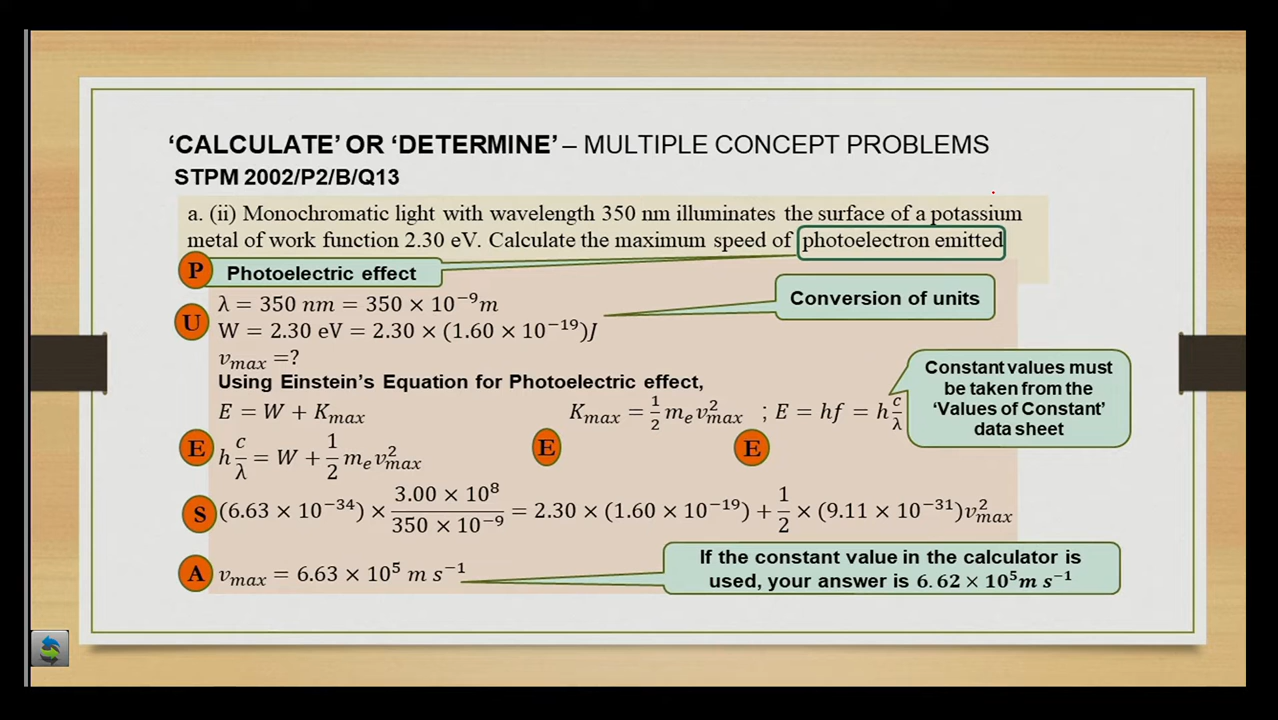 ‘CALCULATE’ OR ‘DETERMINE’ – MULTIPLE CONCEPT PROBLEMS
STPM 2002/P2/B/Q13
a. (ii) Monochromatic light with wavelength 350 nm illuminates the surface of a potassium
metal of work function 2.30 eV. Calculate the maximum speed of photoelectron emitted
P Photoelectric effect
λ = 350 nm = 350 × 10⁻⁹m
Conversion of units
U
W = 2.30 eV = 2.30 × (1.60 × 10⁻¹⁹)J
v_max =?
Using Einstein’s Equation for Photoelectric effect,
Constant values must
be taken from the
‘Values of Constant’
data sheet
E = W + K_max
K_max = 1/2 m_e v²_max ; E = hf = h c/λ
E h c/λ = W + 1/2 m_e v²_max
E
E
S (6.63 × 10⁻³⁴) × 3.00 × 10⁸ / 350 × 10⁻⁹ = 2.30 × (1.60 × 10⁻¹⁹) + 1/2 × (9.11 × 10⁻³¹)v²_max
A v_max = 6.63 × 10⁵ m s⁻¹
If the constant value in the calculator is
used, your answer is 6.62 × 10⁵m s⁻¹